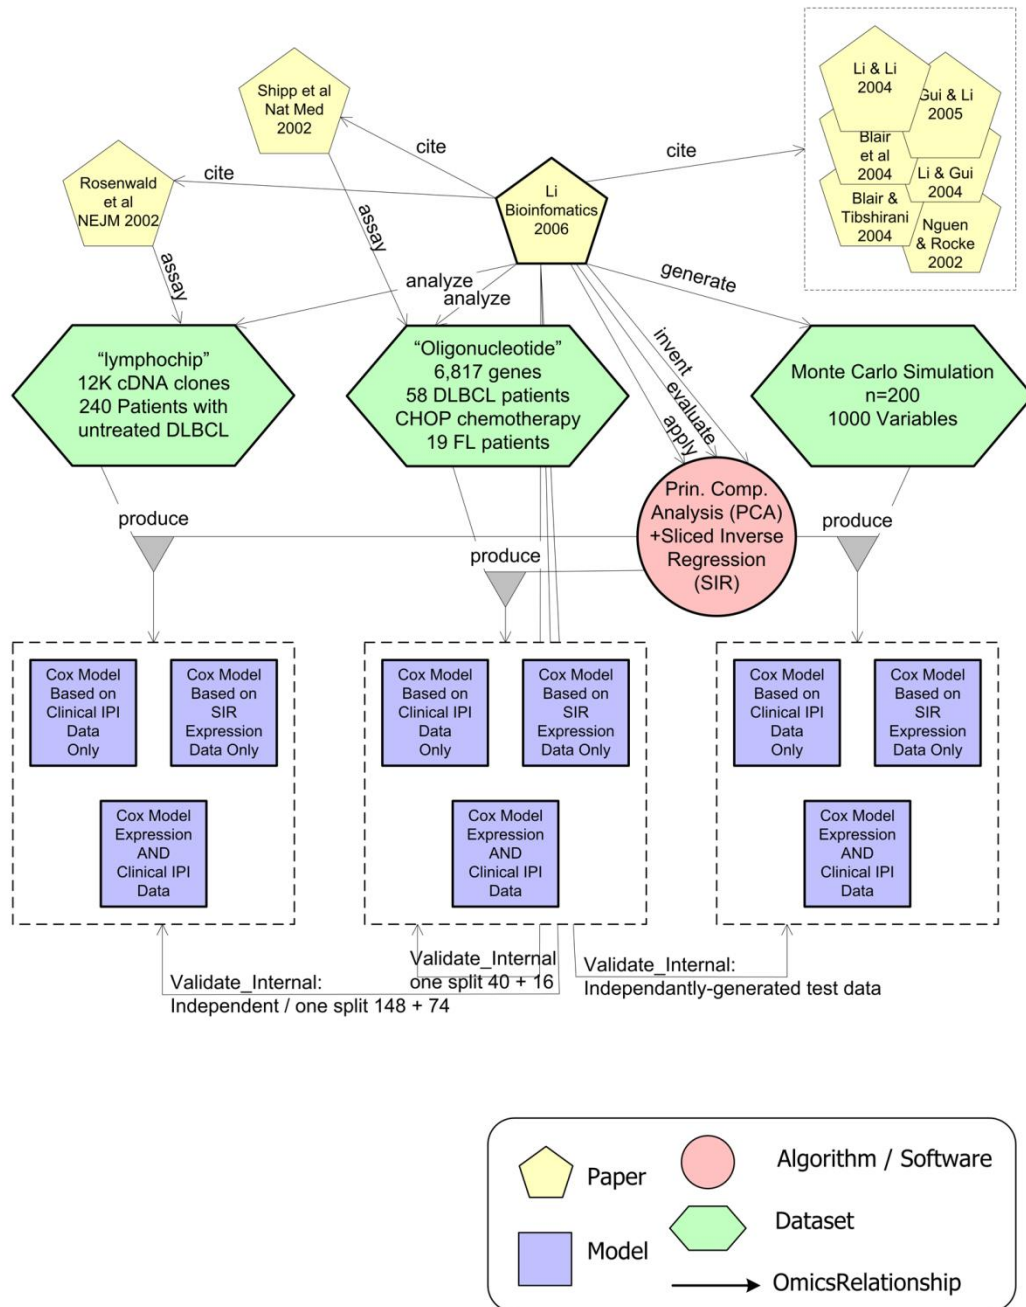 Shipp et al
Nat Med
2002
Li & Li
2004
Gui & Li
2005
Blair
et al
2004
Li & Gui
2004
Blair &
Tibshirani
2004
Nguen
& Rocke
2002
cite
cite
cite
Rosenwald
et al
NEJM 2002
Li
Bioinfomatics
2006
assay
assay
analyze
analyze
generate
invent
evaluate
apply
"lymphochip"
12K cDNA clones
240 Patients with
untreated DLBCL
"Oligonucleotide"
6,817 genes
58 DLBCL patients
CHOP chemotherapy
19 FL patients
Monte Carlo Simulation
n=200
1000 Variables
Prin. Comp.
Analysis (PCA)
+Sliced Inverse
Regression
(SIR)
produce
produce
produce
Cox Model
Based on
Clinical IPI
Data
Only
Cox Model
Based on
SIR
Expression
Data Only
Cox Model
Expression
AND
Clinical IPI
Data
Cox Model
Based on
Clinical IPI
Data
Only
Cox Model
Based on
SIR
Expression
Data Only
Cox Model
Expression
AND
Clinical IPI
Data
Cox Model
Based on
Clinical IPI
Data
Only
Cox Model
Based on
SIR
Expression
Data Only
Cox Model
Expression
AND
Clinical IPI
Data
Validate_Internal:
Independent / one split 148 + 74
Validate_Internal
one split 40 + 16
Validate_Internal:
Independantly-generated test data
Paper
Algorithm / Software
Model
Dataset
OmicsRelationship